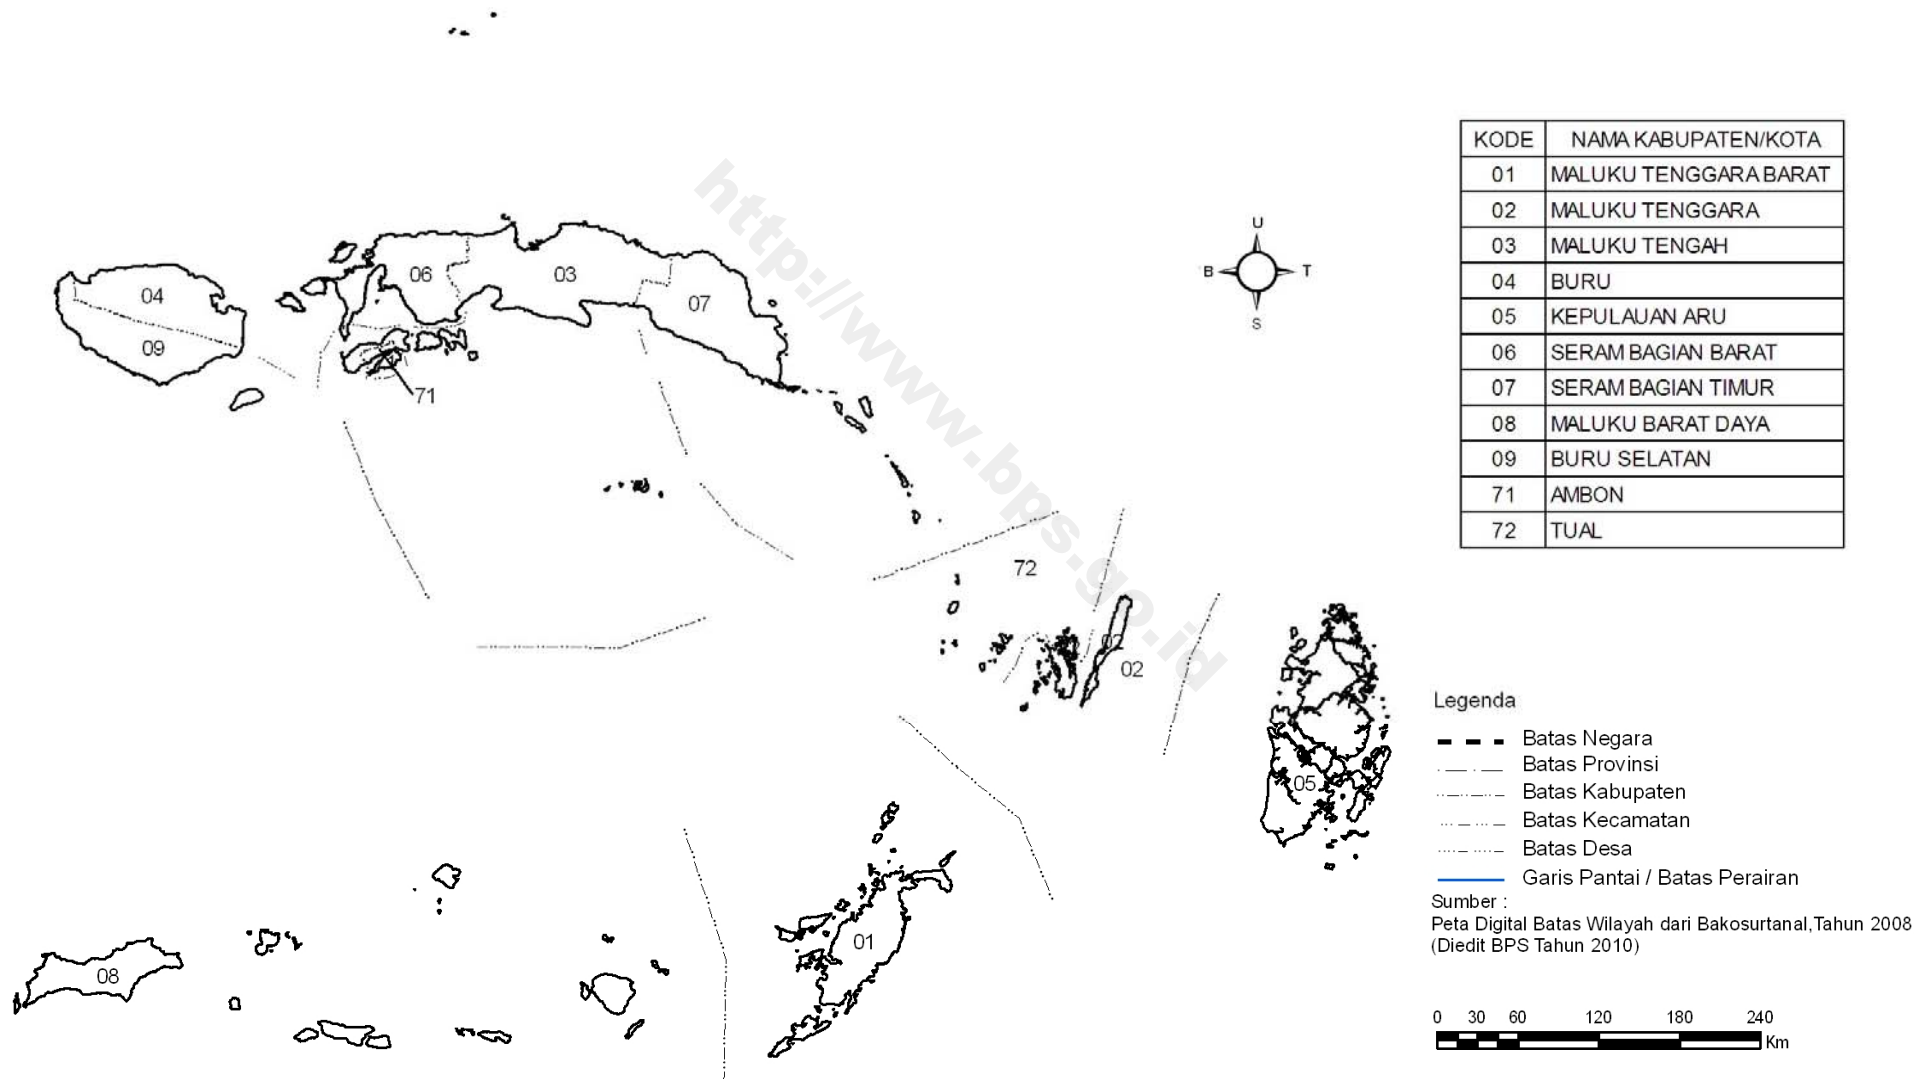 http://www.bps.go.id
KODE NAMA KABUPATEN/KOTA
01 MALUKU TENGGARA BARAT
02 MALUKU TENGGARA
03 MALUKU TENGAH
04 BURU
05 KEPULAUAN ARU
06 SERAM BAGIAN BARAT
07 SERAM BAGIAN TIMUR
08 MALUKU BARAT DAYA
09 BURU SELATAN
71 AMBON
72 TUAL
U
B T
S
06
03
04
07
09
71
72
02
02
05
01
08
Legenda
Batas Negara
Batas Provinsi
Batas Kabupaten
Batas Kecamatan
Batas Desa
Garis Pantai / Batas Perairan
Sumber :
Peta Digital Batas Wilayah dari Bakosurtanal,Tahun 2008
(Diedit BPS Tahun 2010)
0 30 60 120 180 240
Km